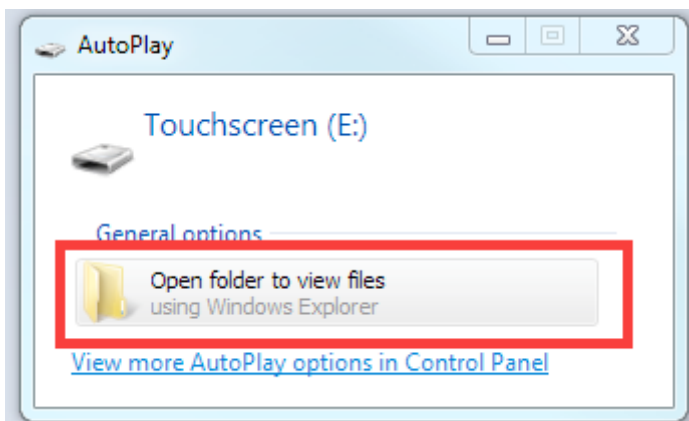 AutoPlay
Touchscreen (E:)
General options
Open folder to view files
using Windows Explorer
View more AutoPlay options in Control Panel